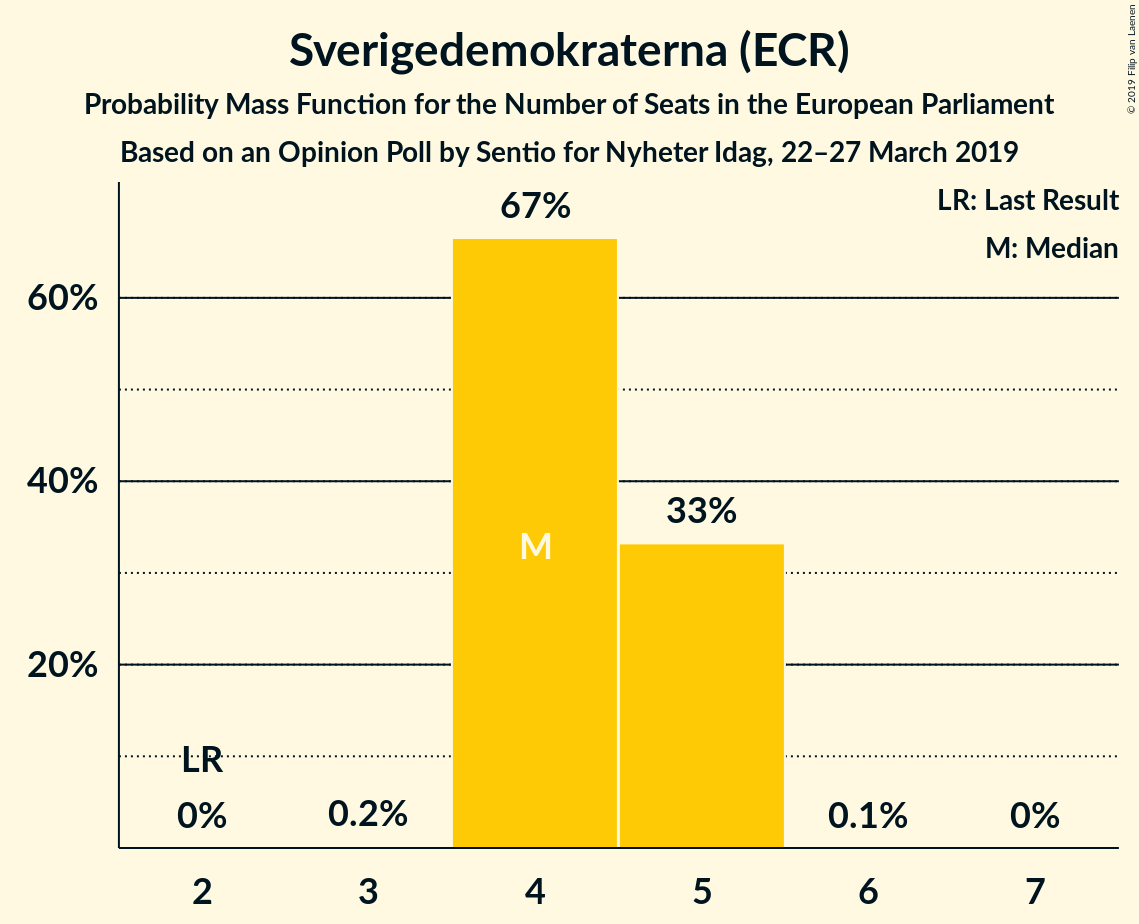 Sverigedemokraterna (ECR)
Probability Mass Function for the Number of Seats in the European Parliament
Based on an Opinion Poll by Sentio for Nyheter Idag, 22–27 March 2019
© 2019 Filip van Laenen
LR: Last Result
M: Median
67%
60%
40%
33%
M
20%
LR
0%
0.2%
0.1%
0%
2
3
4
5
6
7